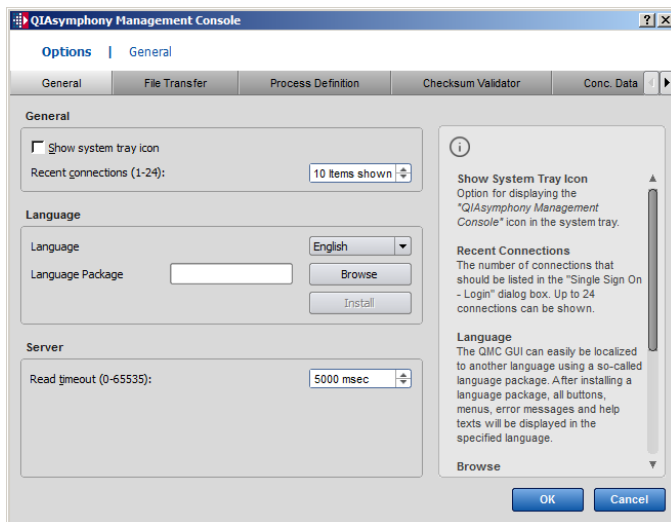 QIAsymphony Management Console
Options | General
General
File Transfer
Process Definition
Checksum Validator
Conc. Data
General
Show system tray icon
Recent connections (1-24):
10 Items shown
Language
Language
English
Language Package
Browse
Install
Server
Read timeout (0-65535):
5000 msec
Show System Tray Icon
Option for displaying the
"QIAsymphony Management
Console" icon in the system tray.
Recent Connections
The number of connections that
should be listed in the "Single Sign On
- Login" dialog box. Up to 24
connections can be shown.
Language
The QMC GUI can easily be localized
to another language using a so-called
language package. After installing a
language package, all buttons,
menus, error messages and help
texts will be displayed in the
specified language.
Browse
OK
Cancel